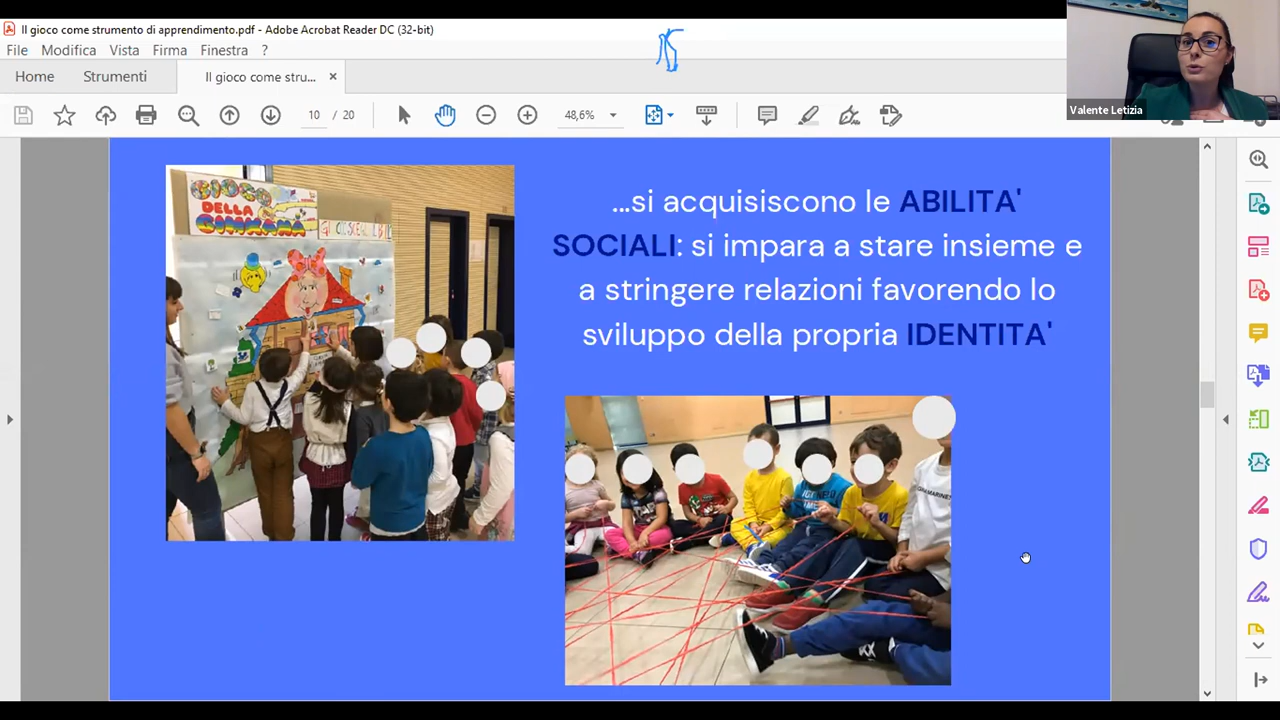 Il gioco come strumento di apprendimento.pdf - Adobe Acrobat Reader DC (32-bit)
File Modifica Vista Firma Finestra ?
Home Strumenti Il gioco come stru... ×
10 / 20 48,6%
Valente Letizia
GIOCO
DELLA
...si acquisiscono le ABILITA'
SOCIALI: si impara a stare insieme e
a stringere relazioni favorendo lo
sviluppo della propria IDENTITA'